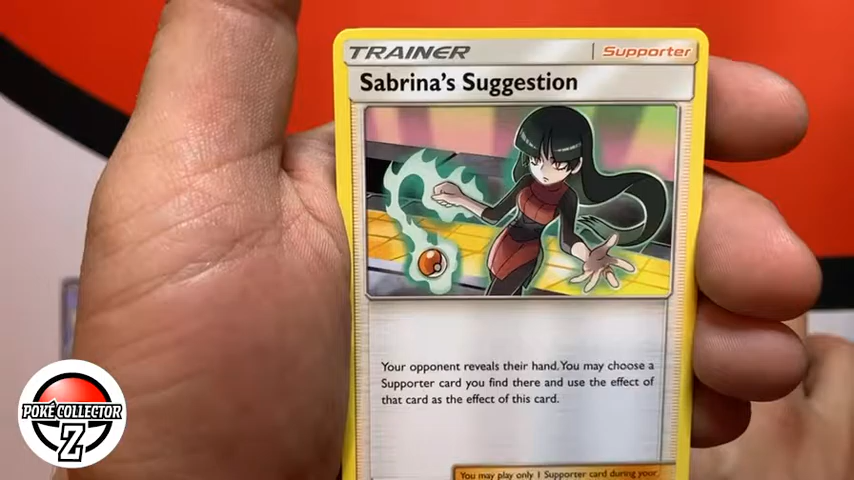 TRAINER
Supporter
Sabrina's Suggestion
Your opponent reveals their hand. You may choose a
Supporter card you find there and use the effect of
that card as the effect of this card.
You may play only 1 Supporter card during your
POKÉ COLLECTOR
Z